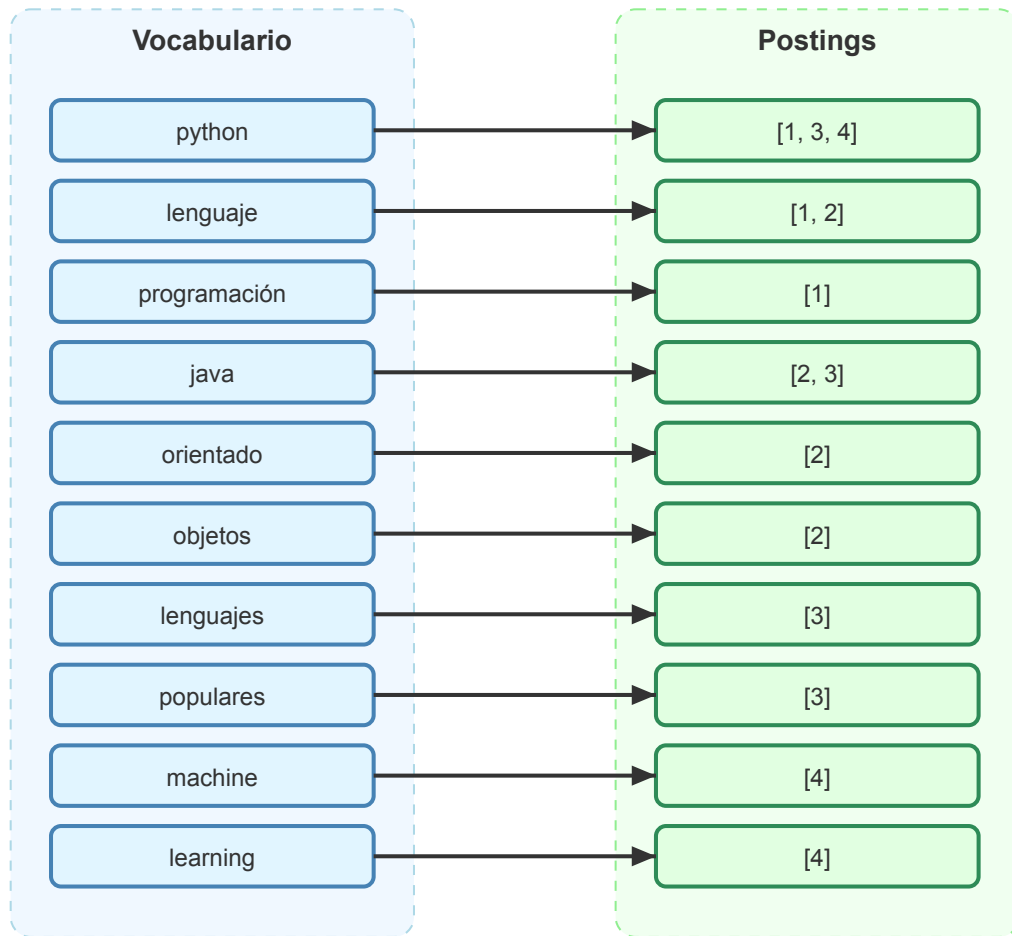 Vocabulario
Postings
python
[1, 3, 4]
lenguaje
[1, 2]
programación
[1]
java
[2, 3]
orientado
[2]
objetos
[2]
lenguajes
[3]
populares
[3]
machine
[4]
learning
[4]